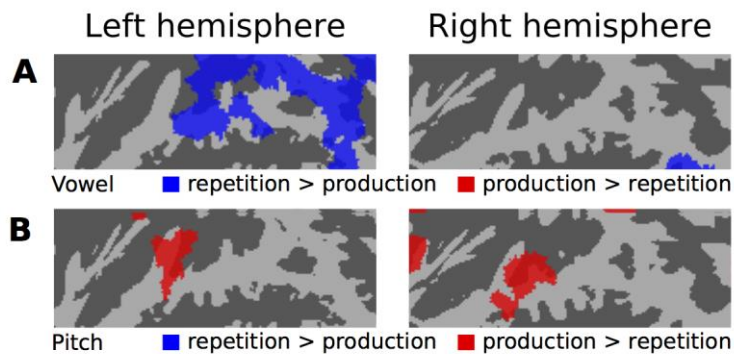 Left hemisphere Right hemisphere
A
Vowel repetition > production production > repetition
B
Pitch repetition > production production > repetition